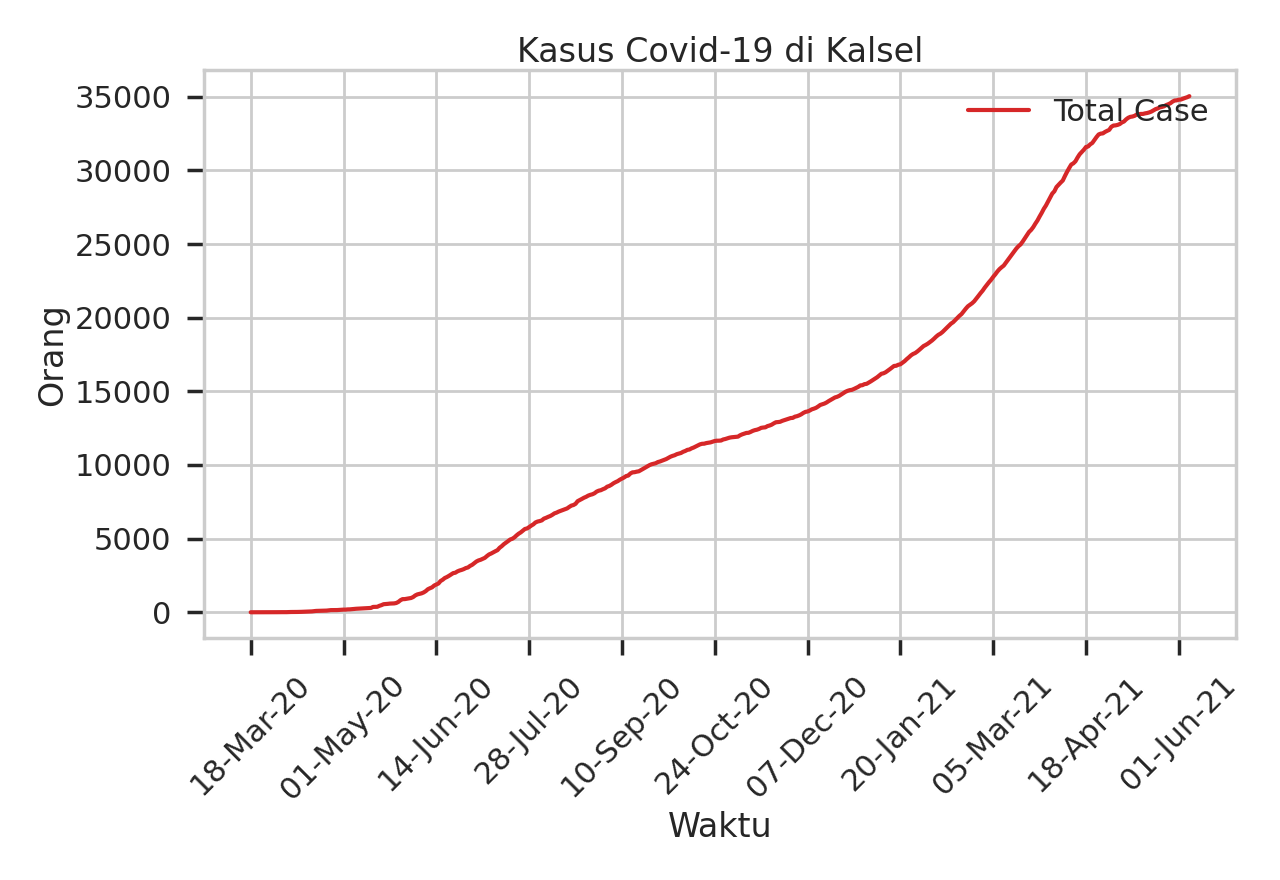 Kasus Covid-19 di Kalsel
Total Case
Orang
35000
30000
25000
20000
15000
10000
5000
0
18-Mar-20
01-May-20
14-Jun-20
28-Jul-20
10-Sep-20
24-Oct-20
07-Dec-20
20-Jan-21
05-Mar-21
18-Apr-21
01-Jun-21
Waktu